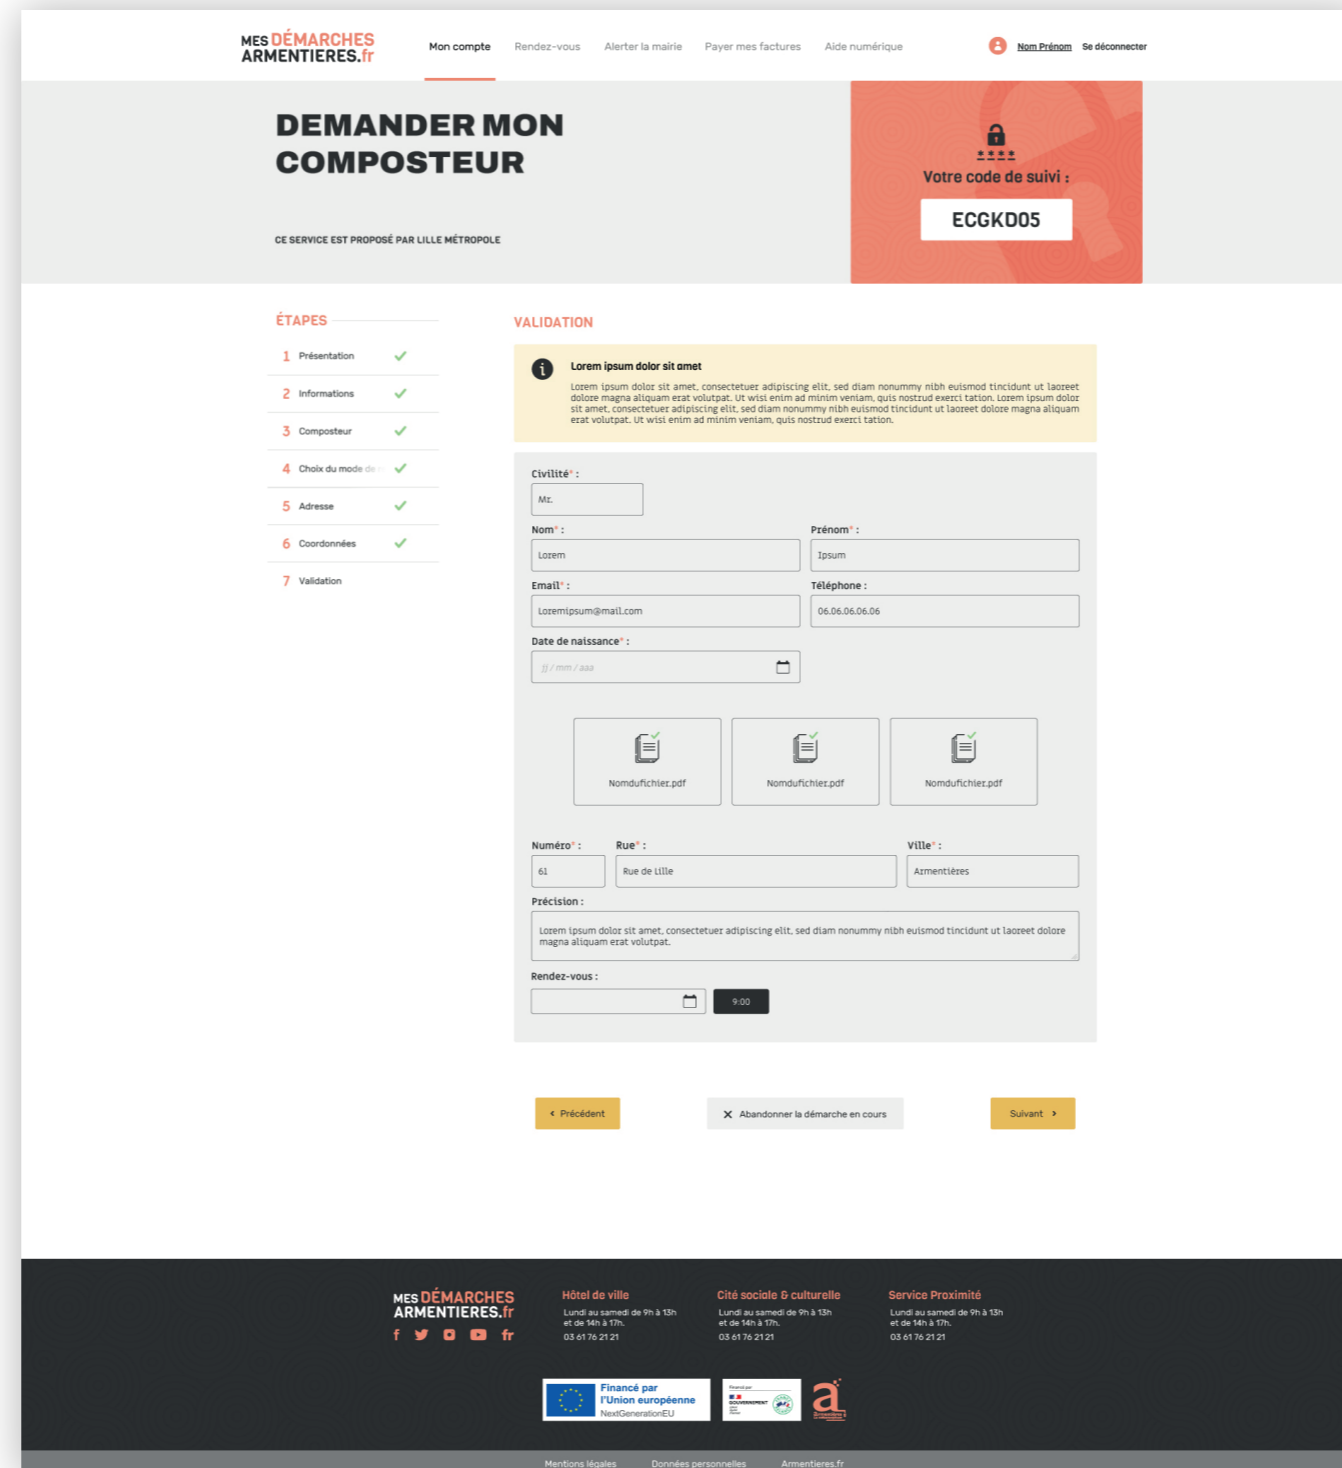 MES DÉMARCHES
ARMENTIERES.fr
Mon compte
Rendez-vous
Alerter la mairie
Payer mes factures
Aide numérique
Nom Prénom
Se déconnecter
DEMANDER MON
COMPOSTEUR
CE SERVICE EST PROPOSÉ PAR LILLE MÉTROPOLE
****
Votre code de suivi :
ECGKD05
ÉTAPES
1 Présentation
2 Informations
3 Composteur
4 Choix du mode de
5 Adresse
6 Coordonnées
7 Validation
VALIDATION
Lorem ipsum dolor sit amet
Lorem ipsum dolor sit amet, consectetuer adipiscing elit, sed diam nonummy nibh euismod tincidunt ut laoreet
dolore magna aliquam erat volutpat. Ut wisi enim ad minim veniam, quis nostrud exerci tation. Lorem ipsum dolor
sit amet, consectetuer adipiscing elit, sed diam nonummy nibh euismod tincidunt ut laoreet dolore magna aliquam
erat volutpat. Ut wisi enim ad minim veniam, quis nostrud exerci tation.
Civilité* :
Mr.
Nom* :
Prénom* :
Lorem
Ipsum
Email* :
Téléphone :
Loremipsum@mail.com
06.06.06.06.06
Date de naissance* :
jj / mm / aaa
Nomdufichier.pdf
Nomdufichier.pdf
Nomdufichier.pdf
Numéro* :
Rue* :
Ville* :
61
Rue de Lille
Armentières
Précision :
Lorem ipsum dolor sit amet, consectetuer adipiscing elit, sed diam nonummy nibh euismod tincidunt ut laoreet dolore
magna aliquam erat volutpat.
Rendez-vous :
9:00
Précédent
Abandonner la démarche en cours
Suivant
MES DÉMARCHES
ARMENTIERES.fr
fr
Hôtel de ville
Lundi au samedi de 9h à 13h
et de 14h à 17h.
03 61 76 21 21
Cité sociale & culturelle
Lundi au samedi de 9h à 13h
et de 14h à 17h.
03 61 76 21 21
Service Proximité
Lundi au samedi de 9h à 13h
et de 14h à 17h.
03 61 76 21 21
Financé par
l'Union européenne
NextGenerationEU
Financé par
GOUVERNEMENT
a
Mentions légales
Données personnelles
Armentieres.fr